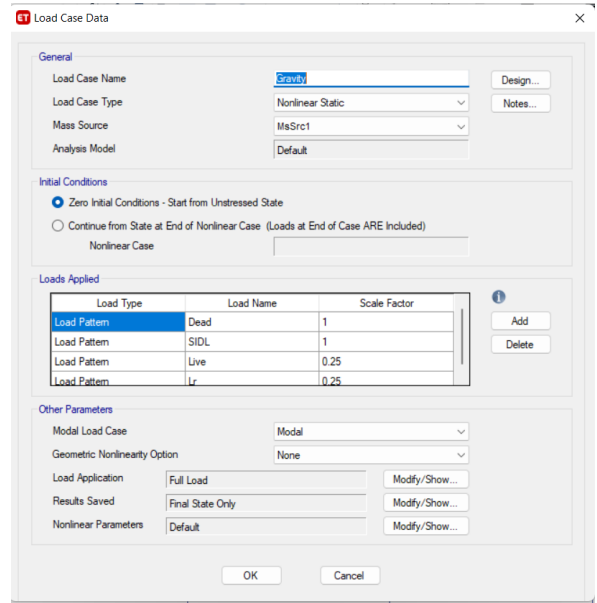 ET Load Case Data
General
Load Case Name Gravity Design...
Load Case Type Nonlinear Static Notes...
Mass Source MsSrc1
Analysis Model Default
Initial Conditions
Zero Initial Conditions - Start from Unstressed State
Continue from State at End of Nonlinear Case (Loads at End of Case ARE Included)
Nonlinear Case
Loads Applied
Load Type Load Name Scale Factor
Load Pattern Dead 1 Add
Load Pattern SIDL 1 Delete
Load Pattern Live 0.25
Load Pattern Lr 0.25
Other Parameters
Modal Load Case Modal
Geometric Nonlinearity Option None
Load Application Full Load Modify/Show...
Results Saved Final State Only Modify/Show...
Nonlinear Parameters Default Modify/Show...
OK Cancel